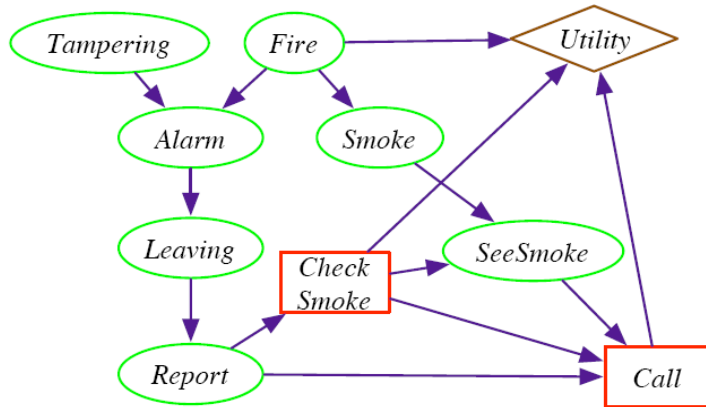 Tampering
Fire
Utility
Alarm
Smoke
Leaving
Check
Smoke
SeeSmoke
Report
Call